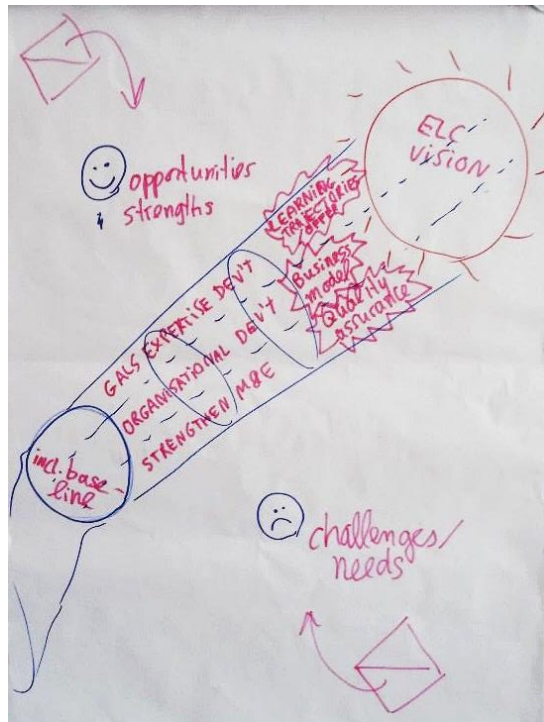 ELC
VISION
opportunities
& strengths
LEARNING
TRAJECTORIES
OFFER
Business
model
Quality
assurance
GALS EXPERTISE DEV'T
ORGANISATIONAL DEV'T
STRENGTHEN M&E
incl. base-
line
challenges/
needs